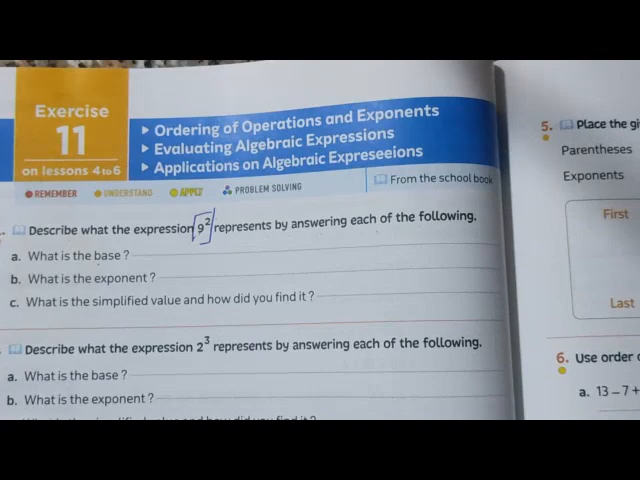 Exercise
11
on lessons 4 to 6
▸ Ordering of Operations and Exponents
▸ Evaluating Algebraic Expressions
▸ Applications on Algebraic Expreseeions
REMEMBER UNDERSTAND APPLY PROBLEM SOLVING
From the school book
Describe what the expression 9² represents by answering each of the following.
a. What is the base ?
b. What is the exponent ?
c. What is the simplified value and how did you find it ?
Describe what the expression 2³ represents by answering each of the following.
a. What is the base ?
b. What is the exponent ?
5. Place the gi
Parentheses
Exponents
First
Last
6. Use order
a. 13 – 7 +